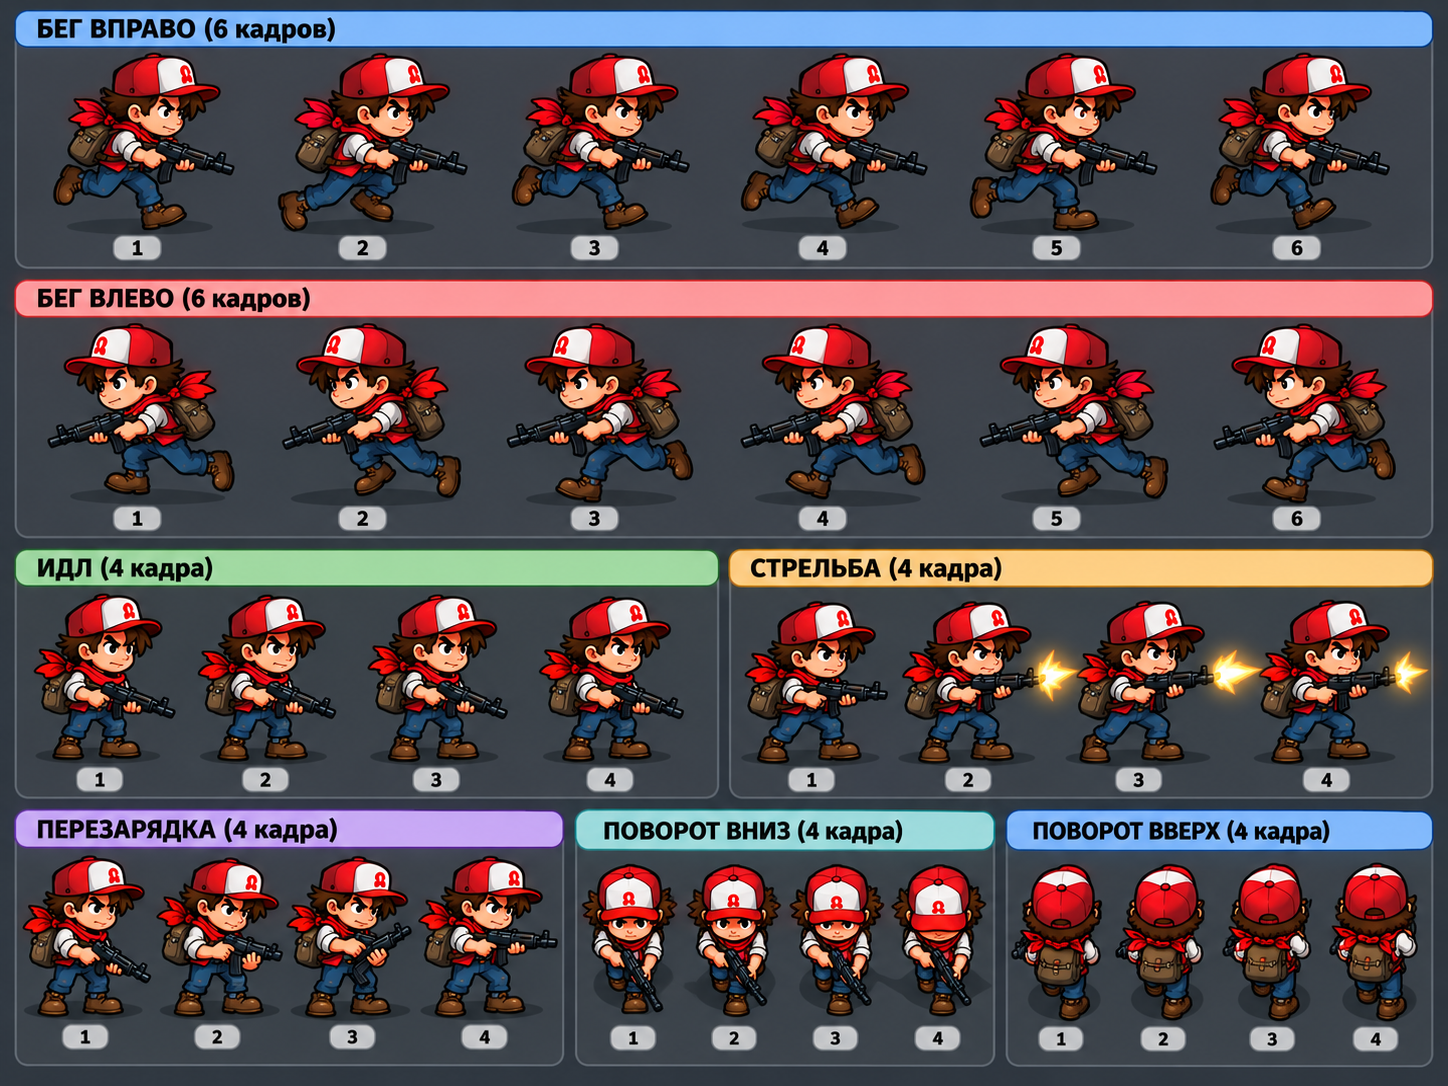 БЕГ ВПРАВО (6 кадров)
1 2 3 4 5 6
БЕГ ВЛЕВО (6 кадров)
1 2 3 4 5 6
ИДЛ (4 кадра)
1 2 3 4
СТРЕЛЬБА (4 кадра)
1 2 3 4
ПЕРЕЗАРЯДКА (4 кадра)
1 2 3 4
ПОВОРОТ ВНИЗ (4 кадра)
1 2 3 4
ПОВОРОТ ВВЕРХ (4 кадра)
1 2 3 4